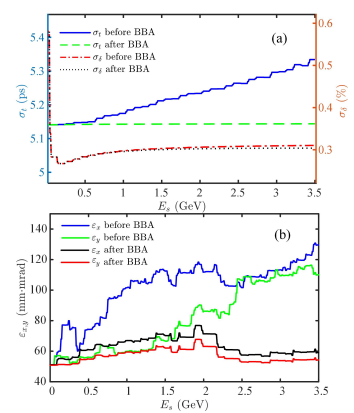 5.4
5.3
5.2
5.1
5
0.6
0.5
0.4
0.3
σt (ps)
σδ (%)
σt before BBA
σt after BBA
σδ before BBA
σδ after BBA
(a)
0.5 1 1.5 2 2.5 3 3.5
Es (GeV)
140
120
100
80
60
40
εx,y (mm·mrad)
εx before BBA
εy before BBA
εx after BBA
εy after BBA
(b)
0 0.5 1 1.5 2 2.5 3 3.5
Es (GeV)